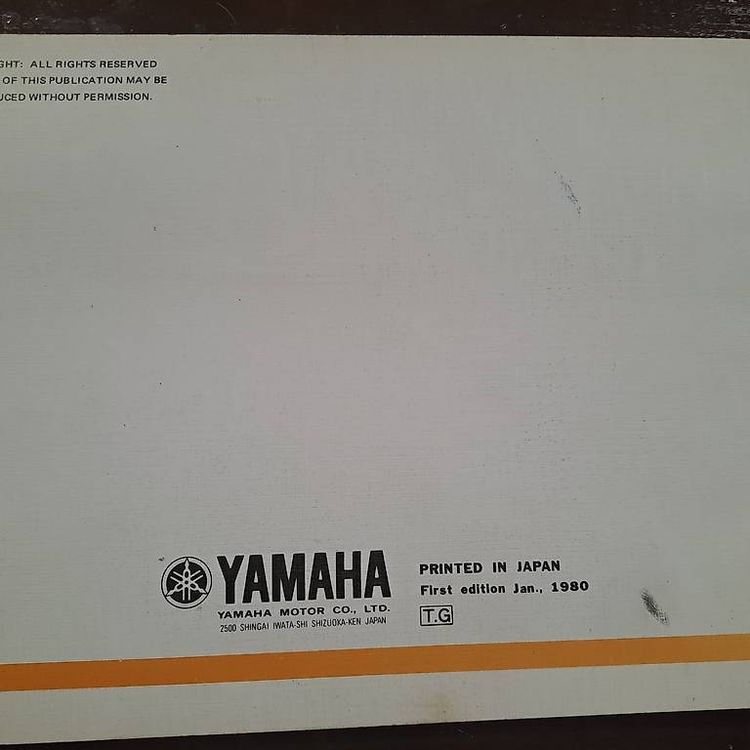 GHT: ALL RIGHTS RESERVED
OF THIS PUBLICATION MAY BE
UCED WITHOUT PERMISSION.
YAMAHA
YAMAHA MOTOR CO., LTD.
2500 SHINGAI IWATA-SHI SHIZUOKA-KEN JAPAN
PRINTED IN JAPAN
First edition Jan., 1980
T.G